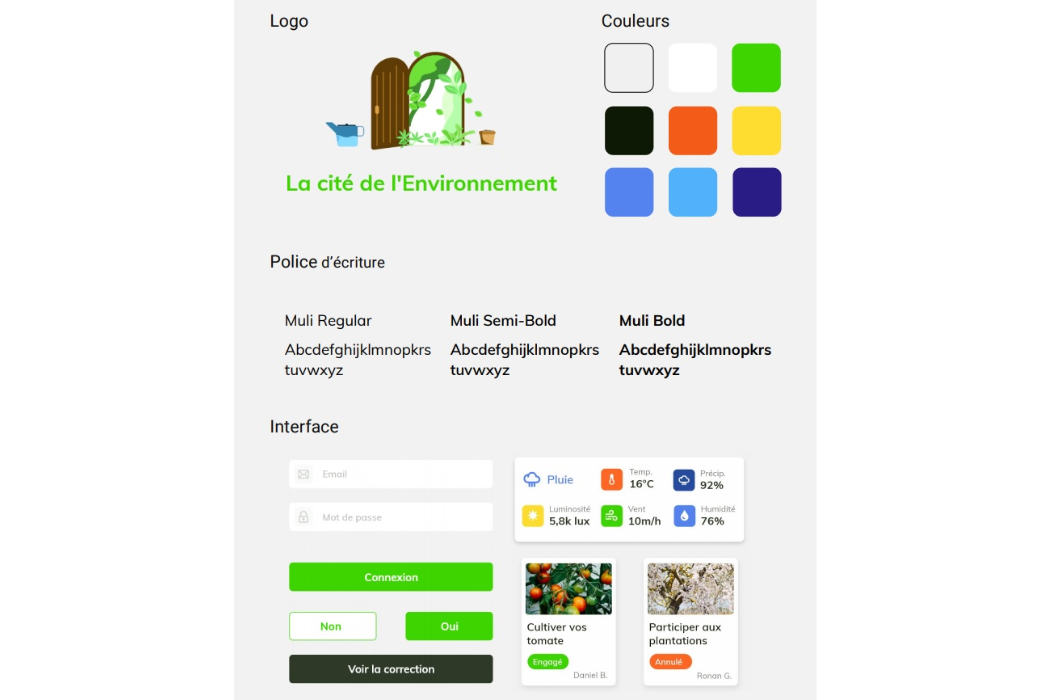 Logo
Couleurs
La cité de l'Environnement
Police d'écriture
Muli Regular
Abcdefghijklmnopkrs
tuvwxyz
Muli Semi-Bold
Abcdefghijklmnopkrs
tuvwxyz
Muli Bold
Abcdefghijklmnopkrs
tuvwxyz
Interface
Email
Mot de passe
Connexion
Non
Oui
Voir la correction
Pluie
Temp.
16°C
Précip.
92%
Luminosité
5,8k lux
Vent
10m/h
Humidité
76%
Cultiver vos
tomate
Engagé
Daniel B.
Participer aux
plantations
Annulé
Ronan G.